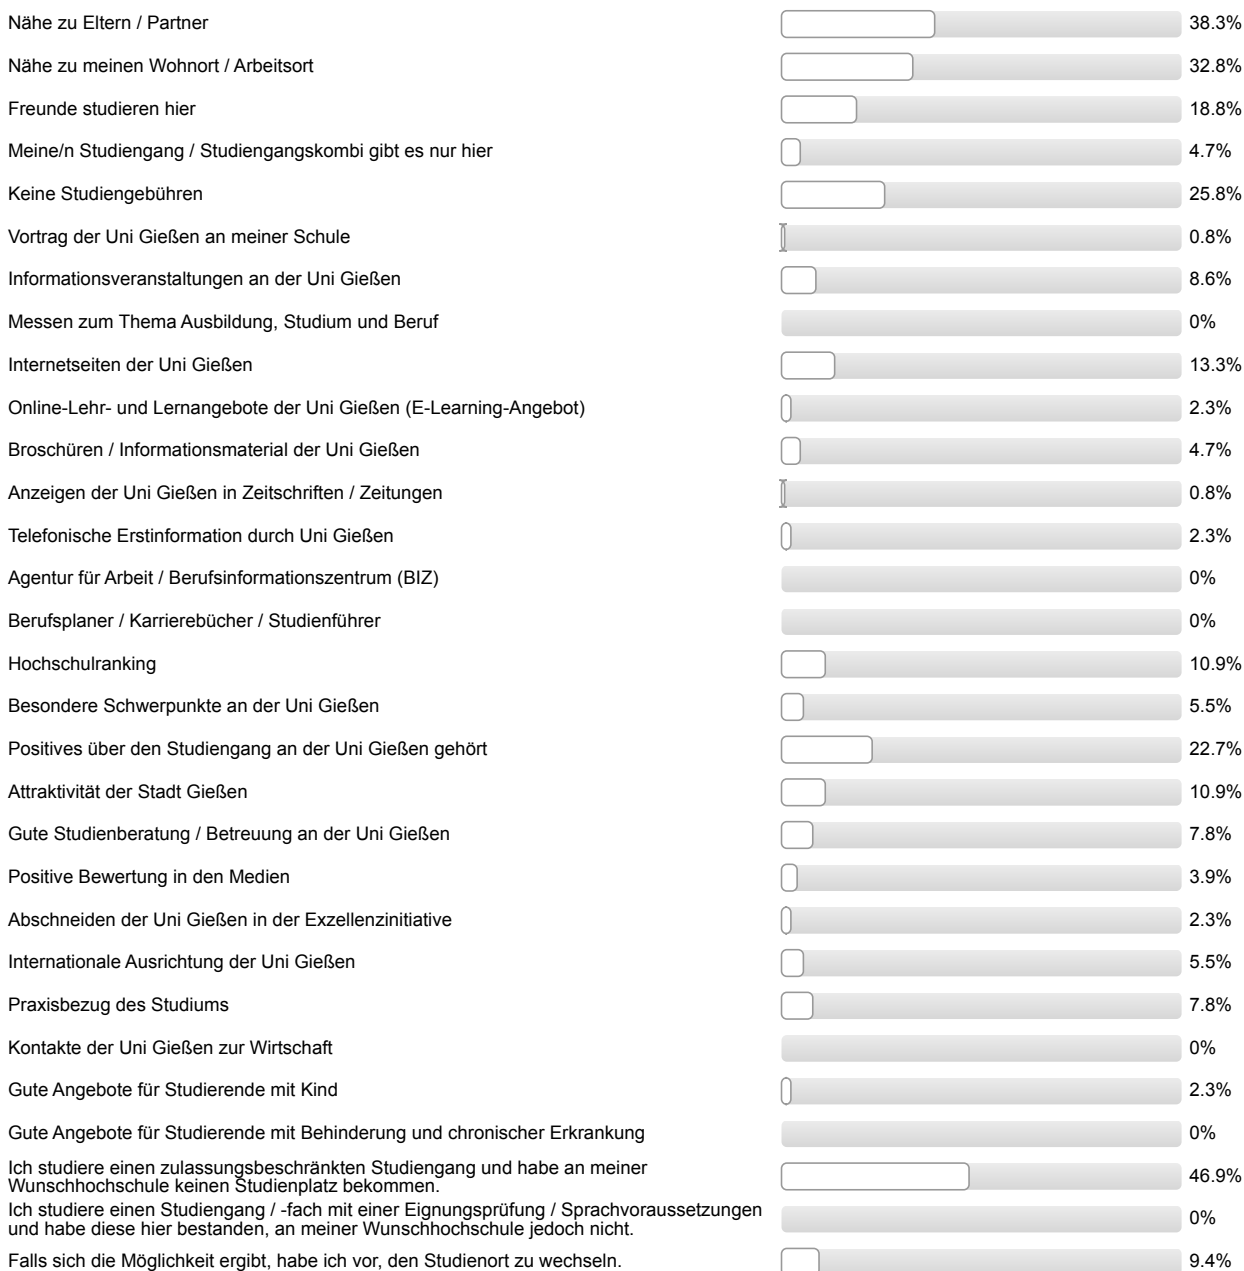 Nähe zu Eltern / Partner 38.3%
Nähe zu meinen Wohnort / Arbeitsort 32.8%
Freunde studieren hier 18.8%
Meine/n Studiengang / Studiengangskombi gibt es nur hier 4.7%
Keine Studiengebühren 25.8%
Vortrag der Uni Gießen an meiner Schule 0.8%
Informationsveranstaltungen an der Uni Gießen 8.6%
Messen zum Thema Ausbildung, Studium und Beruf 0%
Internetseiten der Uni Gießen 13.3%
Online-Lehr- und Lernangebote der Uni Gießen (E-Learning-Angebot) 2.3%
Broschüren / Informationsmaterial der Uni Gießen 4.7%
Anzeigen der Uni Gießen in Zeitschriften / Zeitungen 0.8%
Telefonische Erstinformation durch Uni Gießen 2.3%
Agentur für Arbeit / Berufsinformationszentrum (BIZ) 0%
Berufsplaner / Karrierebücher / Studienführer 0%
Hochschulranking 10.9%
Besondere Schwerpunkte an der Uni Gießen 5.5%
Positives über den Studiengang an der Uni Gießen gehört 22.7%
Attraktivität der Stadt Gießen 10.9%
Gute Studienberatung / Betreuung an der Uni Gießen 7.8%
Positive Bewertung in den Medien 3.9%
Abschneiden der Uni Gießen in der Exzellenzinitiative 2.3%
Internationale Ausrichtung der Uni Gießen 5.5%
Praxisbezug des Studiums 7.8%
Kontakte der Uni Gießen zur Wirtschaft 0%
Gute Angebote für Studierende mit Kind 2.3%
Gute Angebote für Studierende mit Behinderung und chronischer Erkrankung 0%
Ich studiere einen zulassungsbeschränkten Studiengang und habe an meiner
Wunschhochschule keinen Studienplatz bekommen. 46.9%
Ich studiere einen Studiengang / -fach mit einer Eignungsprüfung / Sprachvoraussetzungen
und habe diese hier bestanden, an meiner Wunschhochschule jedoch nicht. 0%
Falls sich die Möglichkeit ergibt, habe ich vor, den Studienort zu wechseln. 9.4%